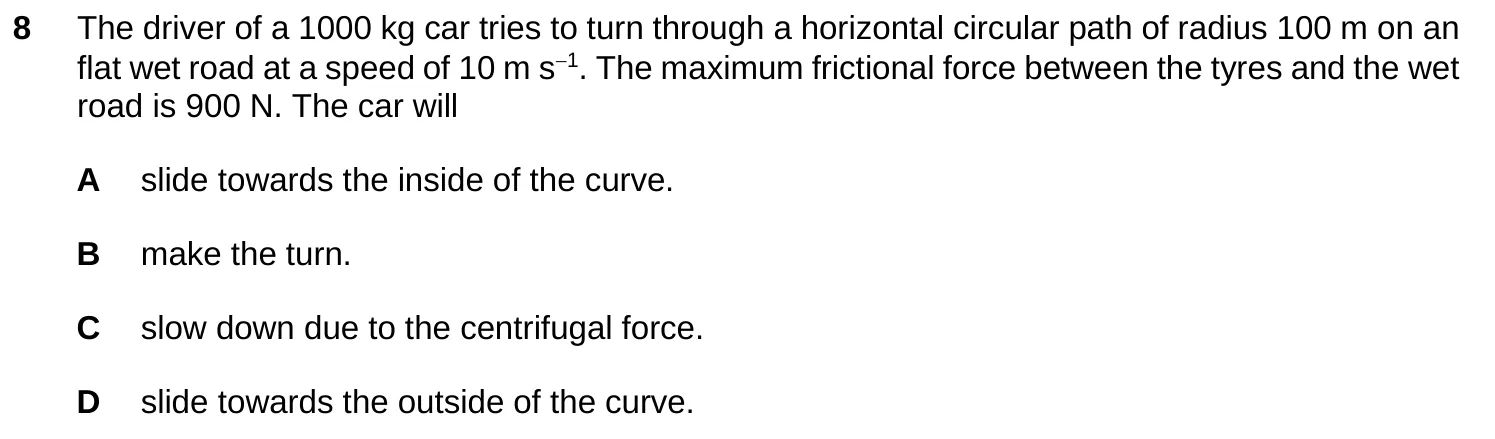 8 The driver of a 1000 kg car tries to turn through a horizontal circular path of radius 100 m on an
flat wet road at a speed of 10 m s⁻¹. The maximum frictional force between the tyres and the wet
road is 900 N. The car will
A slide towards the inside of the curve.
B make the turn.
C slow down due to the centrifugal force.
D slide towards the outside of the curve.